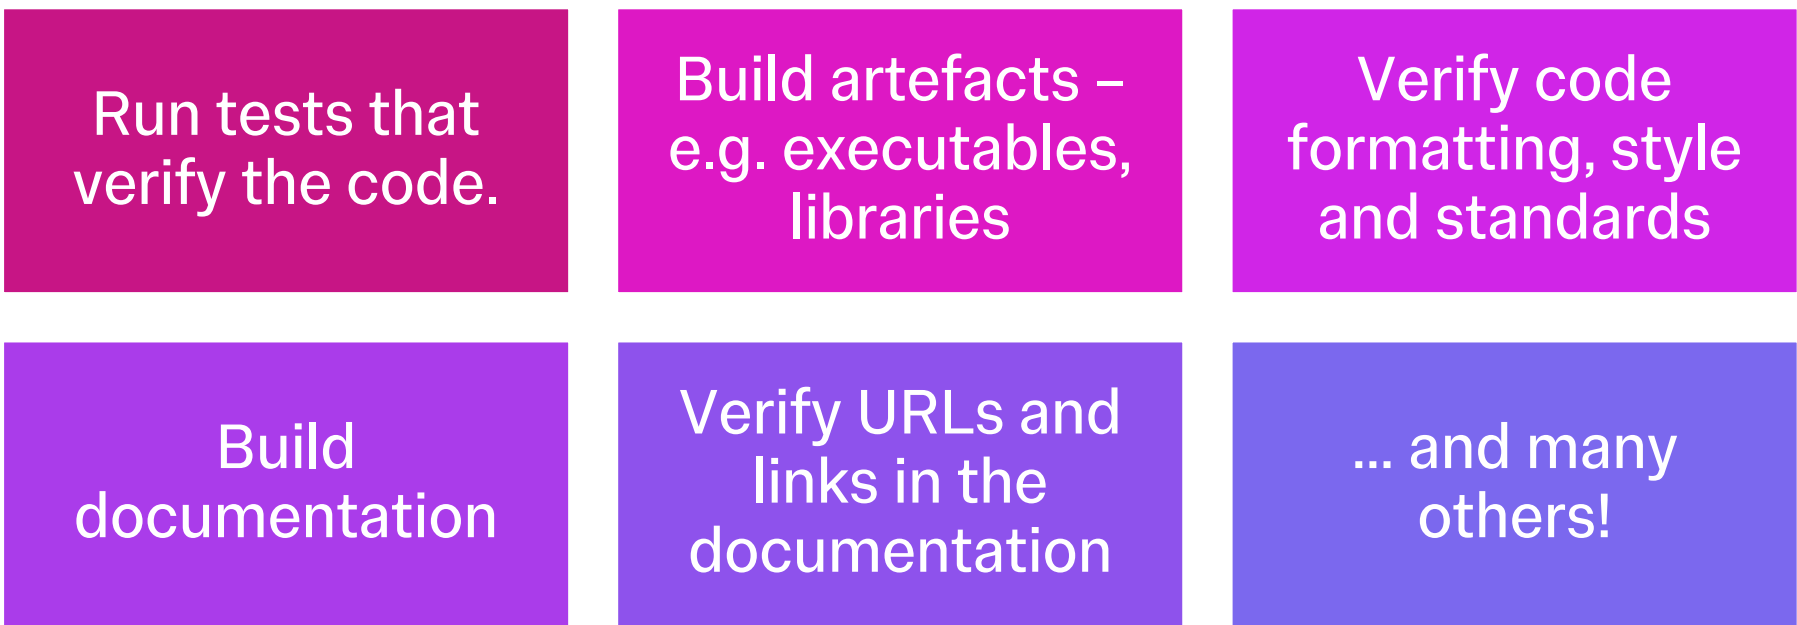 Run tests that
verify the code.
Build artefacts –
e.g. executables,
libraries
Verify code
formatting, style
and standards
Build
documentation
Verify URLs and
links in the
documentation
... and many
others!